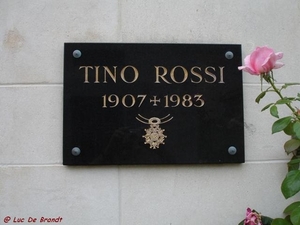 TINO ROSSI
1907+1983
@ Luc De Brandt